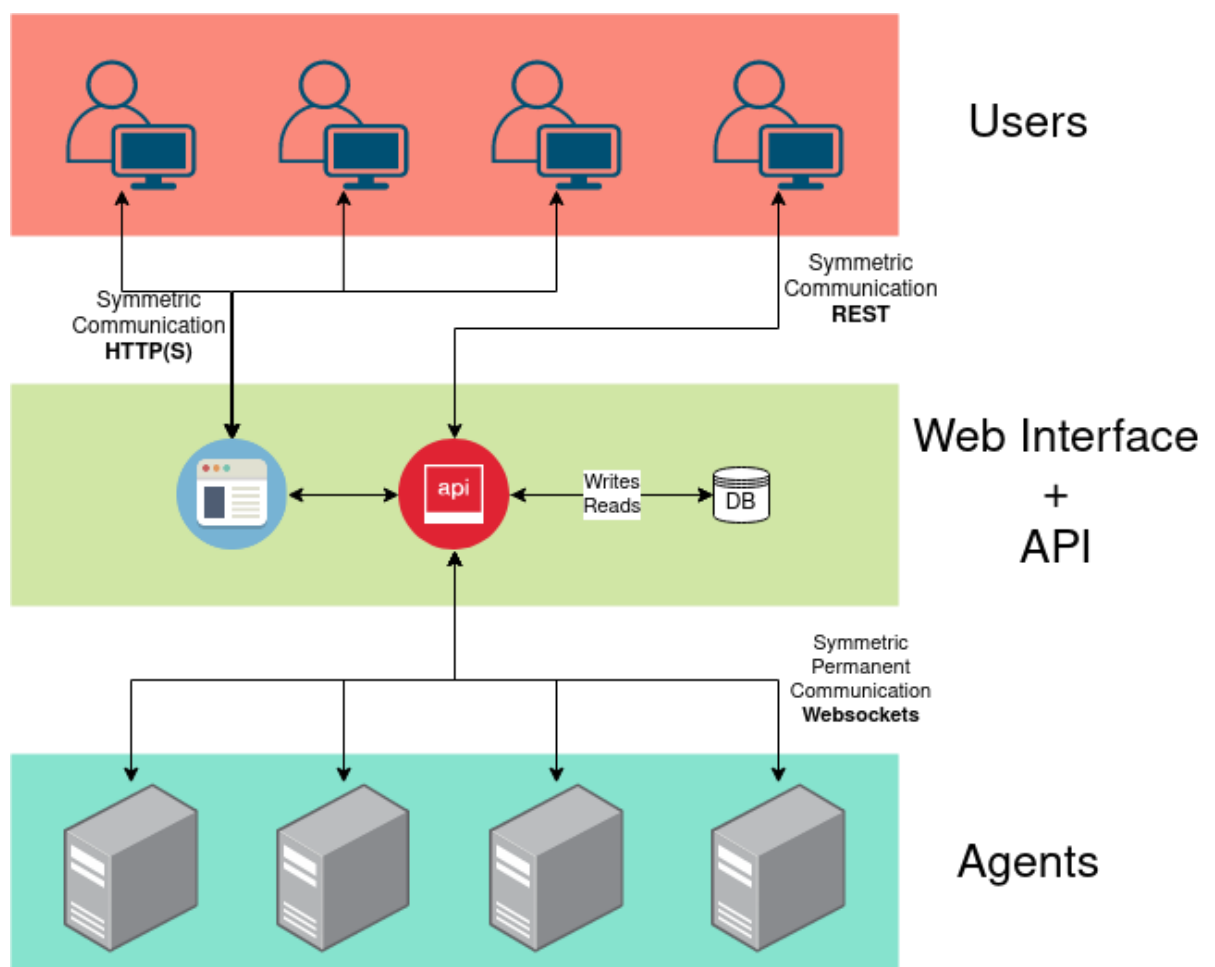 Users
Symmetric
Communication
REST
Symmetric
Communication
HTTP(S)
Web Interface
+
API
api
Writes
Reads
DB
Symmetric
Permanent
Communication
Websockets
Agents